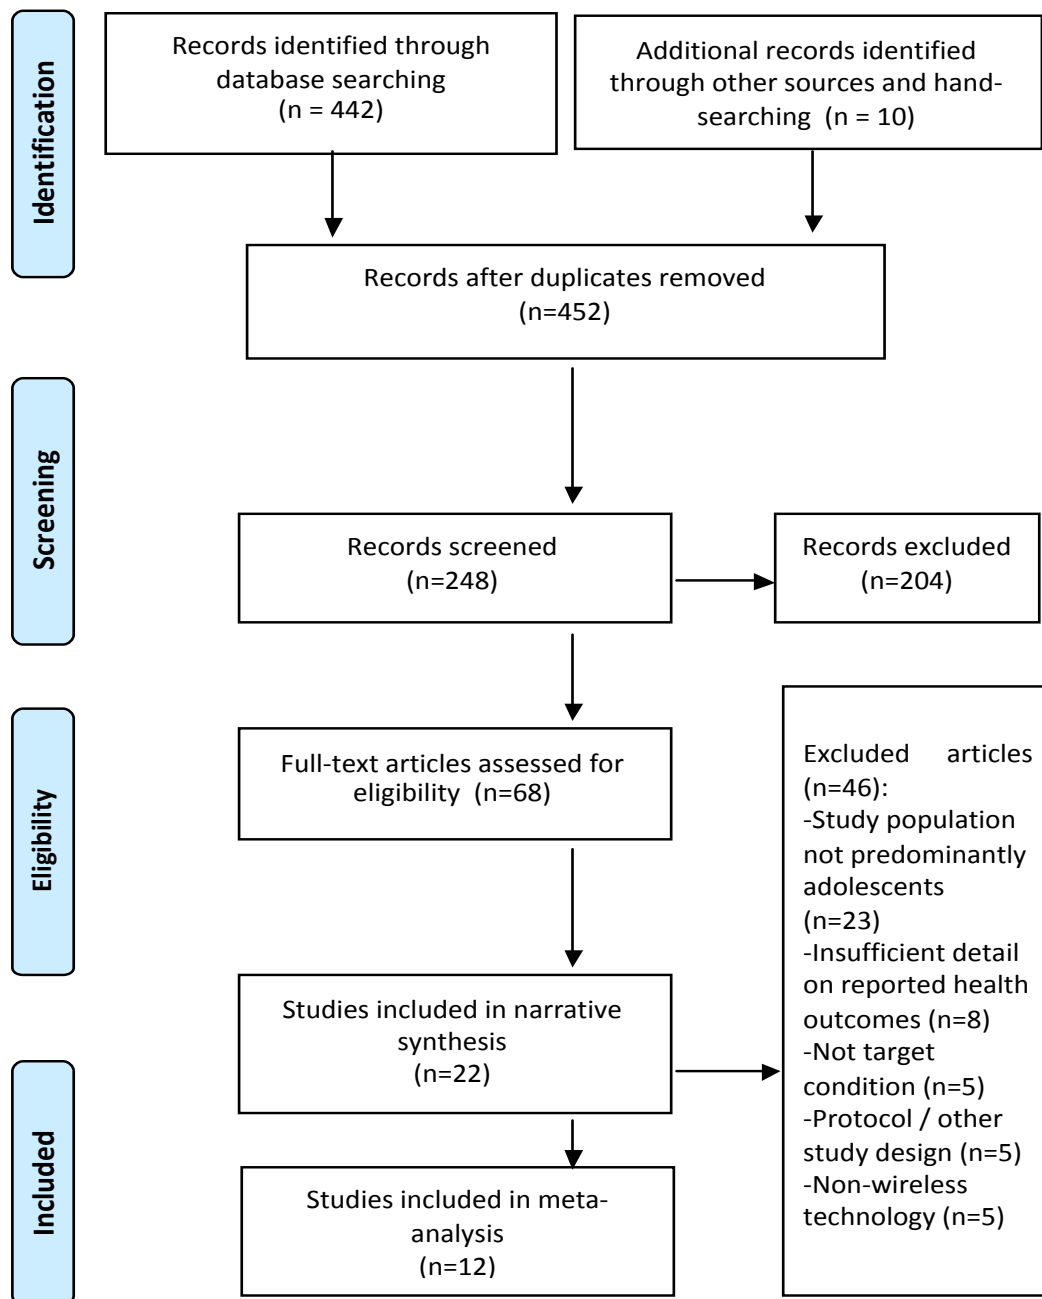 Identification
Records identified through
database searching
(n = 442)
Additional records identified
through other sources and hand-
searching (n = 10)
Records after duplicates removed
(n=452)
Screening
Records screened
(n=248)
Records excluded
(n=204)
Eligibility
Full-text articles assessed for
eligibility (n=68)
Excluded articles
(n=46):
-Study population
not predominantly
adolescents
(n=23)
-Insufficient detail
on reported health
outcomes (n=8)
-Not target
condition (n=5)
-Protocol / other
study design (n=5)
-Non-wireless
technology (n=5)
Studies included in narrative
synthesis
(n=22)
Included
Studies included in meta-
analysis
(n=12)